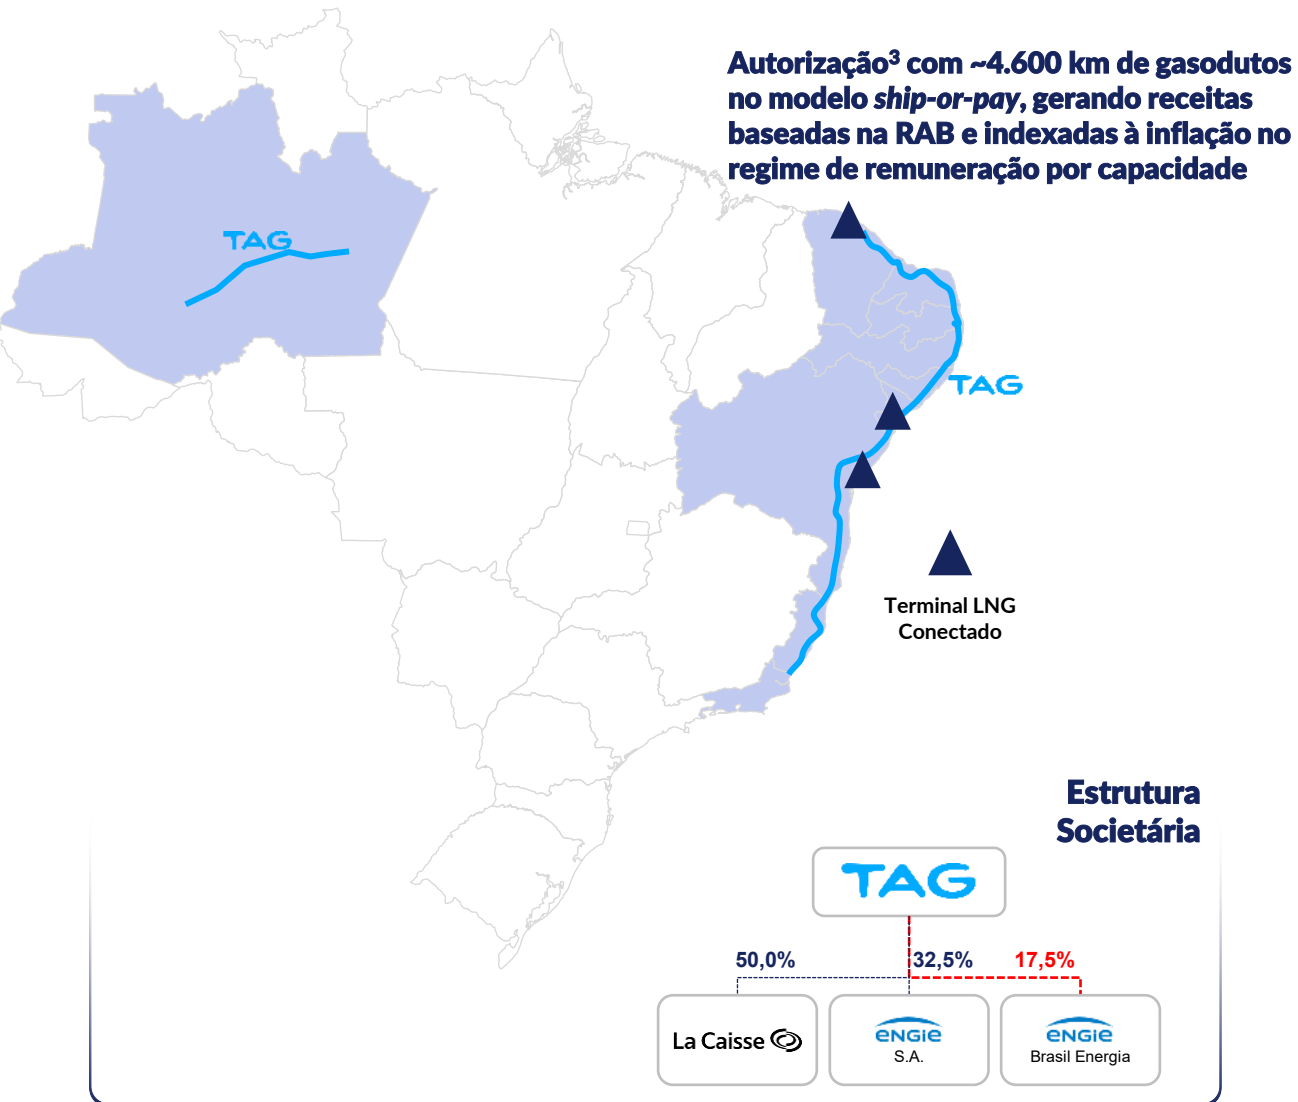 Autorização³ com ~4.600 km de gasodutos
no modelo ship-or-pay, gerando receitas
baseadas na RAB e indexadas à inflação no
regime de remuneração por capacidade
TAG
TAG
Terminal LNG
Conectado
Estrutura
Societária
TAG
50,0%
32,5%
17,5%
La Caisse
ENGIE
S.A.
ENGIE
Brasil Energia